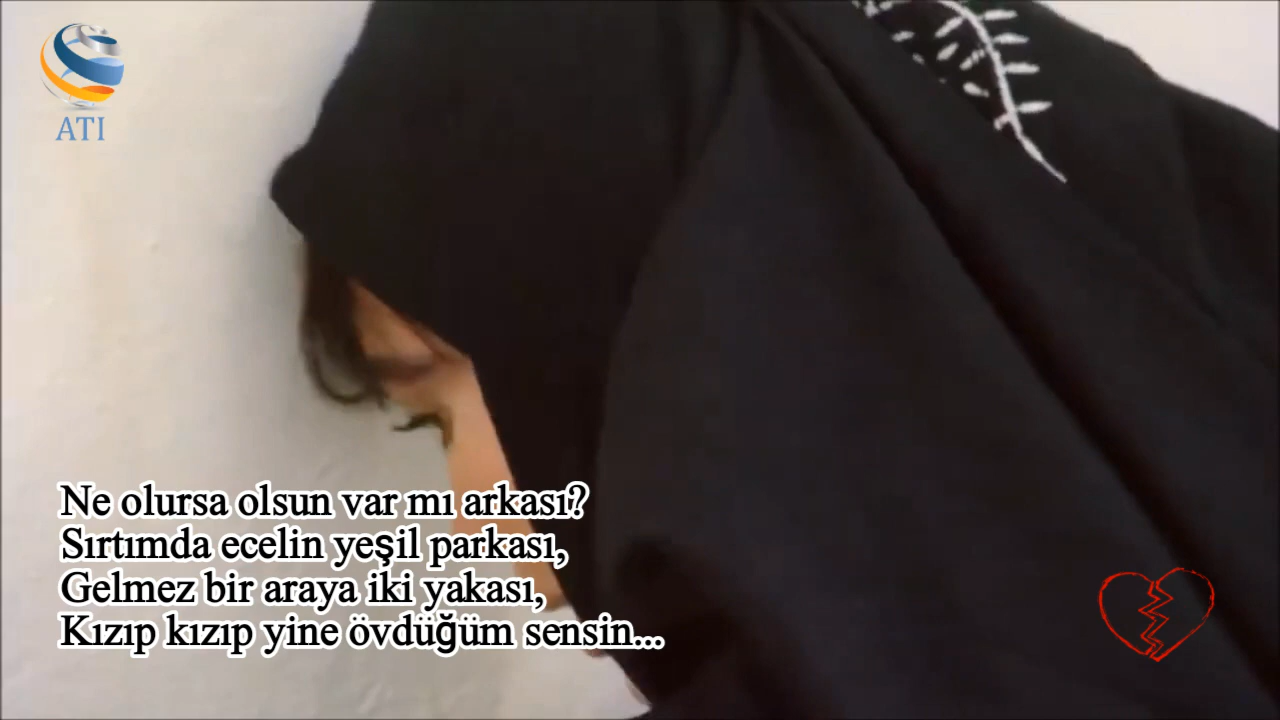 ATI
Ne olursa olsun var mı arkası?
Sırtımda ecelin yeşil parkası,
Gelmez bir araya iki yakası,
Kızıp kızıp yine övdüğüm sensin...